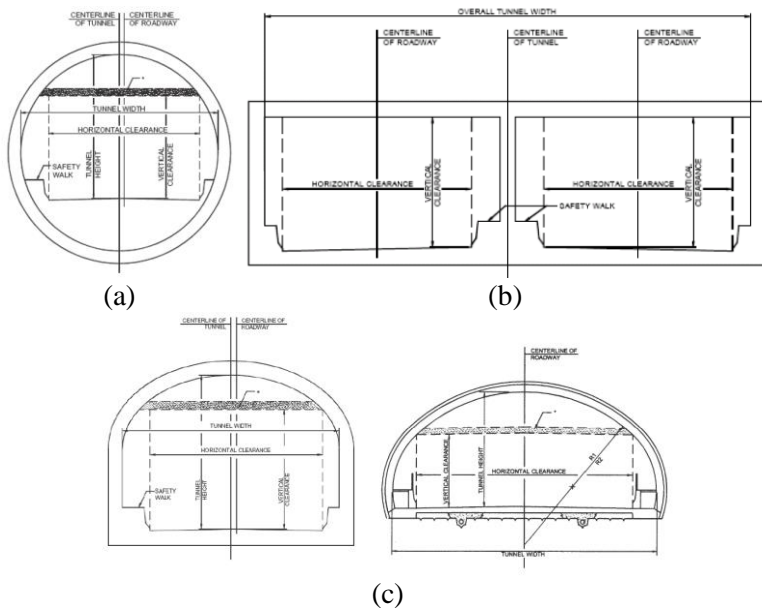 CENTERLINE
OF TUNNEL
CENTERLINE
OF ROADWAY
*
TUNNEL WIDTH
HORIZONTAL CLEARANCE
SAFETY
WALK
TUNNEL
HEIGHT
VERTICAL
CLEARANCE
(a)
OVERALL TUNNEL WIDTH
CENTERLINE
OF ROADWAY
CENTERLINE
OF TUNNEL
CENTERLINE
OF ROADWAY
HORIZONTAL CLEARANCE
VERTICAL
CLEARANCE
SAFETY WALK
HORIZONTAL CLEARANCE
VERTICAL
CLEARANCE
(b)
CENTERLINE OF
TUNNEL
CENTERLINE OF
ROADWAY
*
TUNNEL WIDTH
HORIZONTAL CLEARANCE
SAFETY
WALK
TUNNEL
HEIGHT
VERTICAL
CLEARANCE
CENTERLINE OF
ROADWAY
*
R1
R2
HORIZONTAL CLEARANCE
VERTICAL CLEARANCE
TUNNEL HEIGHT
TUNNEL WIDTH
(c)